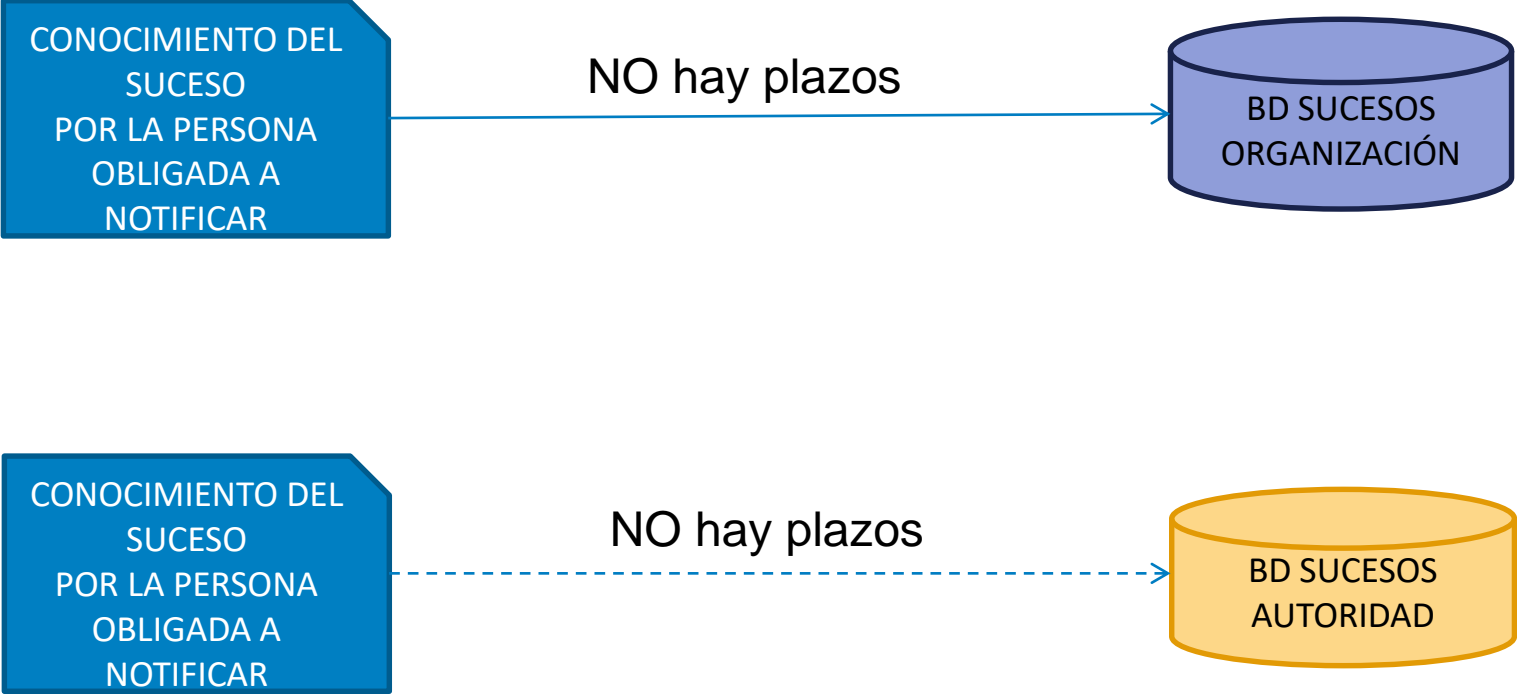 CONOCIMIENTO DEL
SUCESO
POR LA PERSONA
OBLIGADA A
NOTIFICAR
NO hay plazos
BD SUCESOS
ORGANIZACIÓN
CONOCIMIENTO DEL
SUCESO
POR LA PERSONA
OBLIGADA A
NOTIFICAR
NO hay plazos
BD SUCESOS
AUTORIDAD